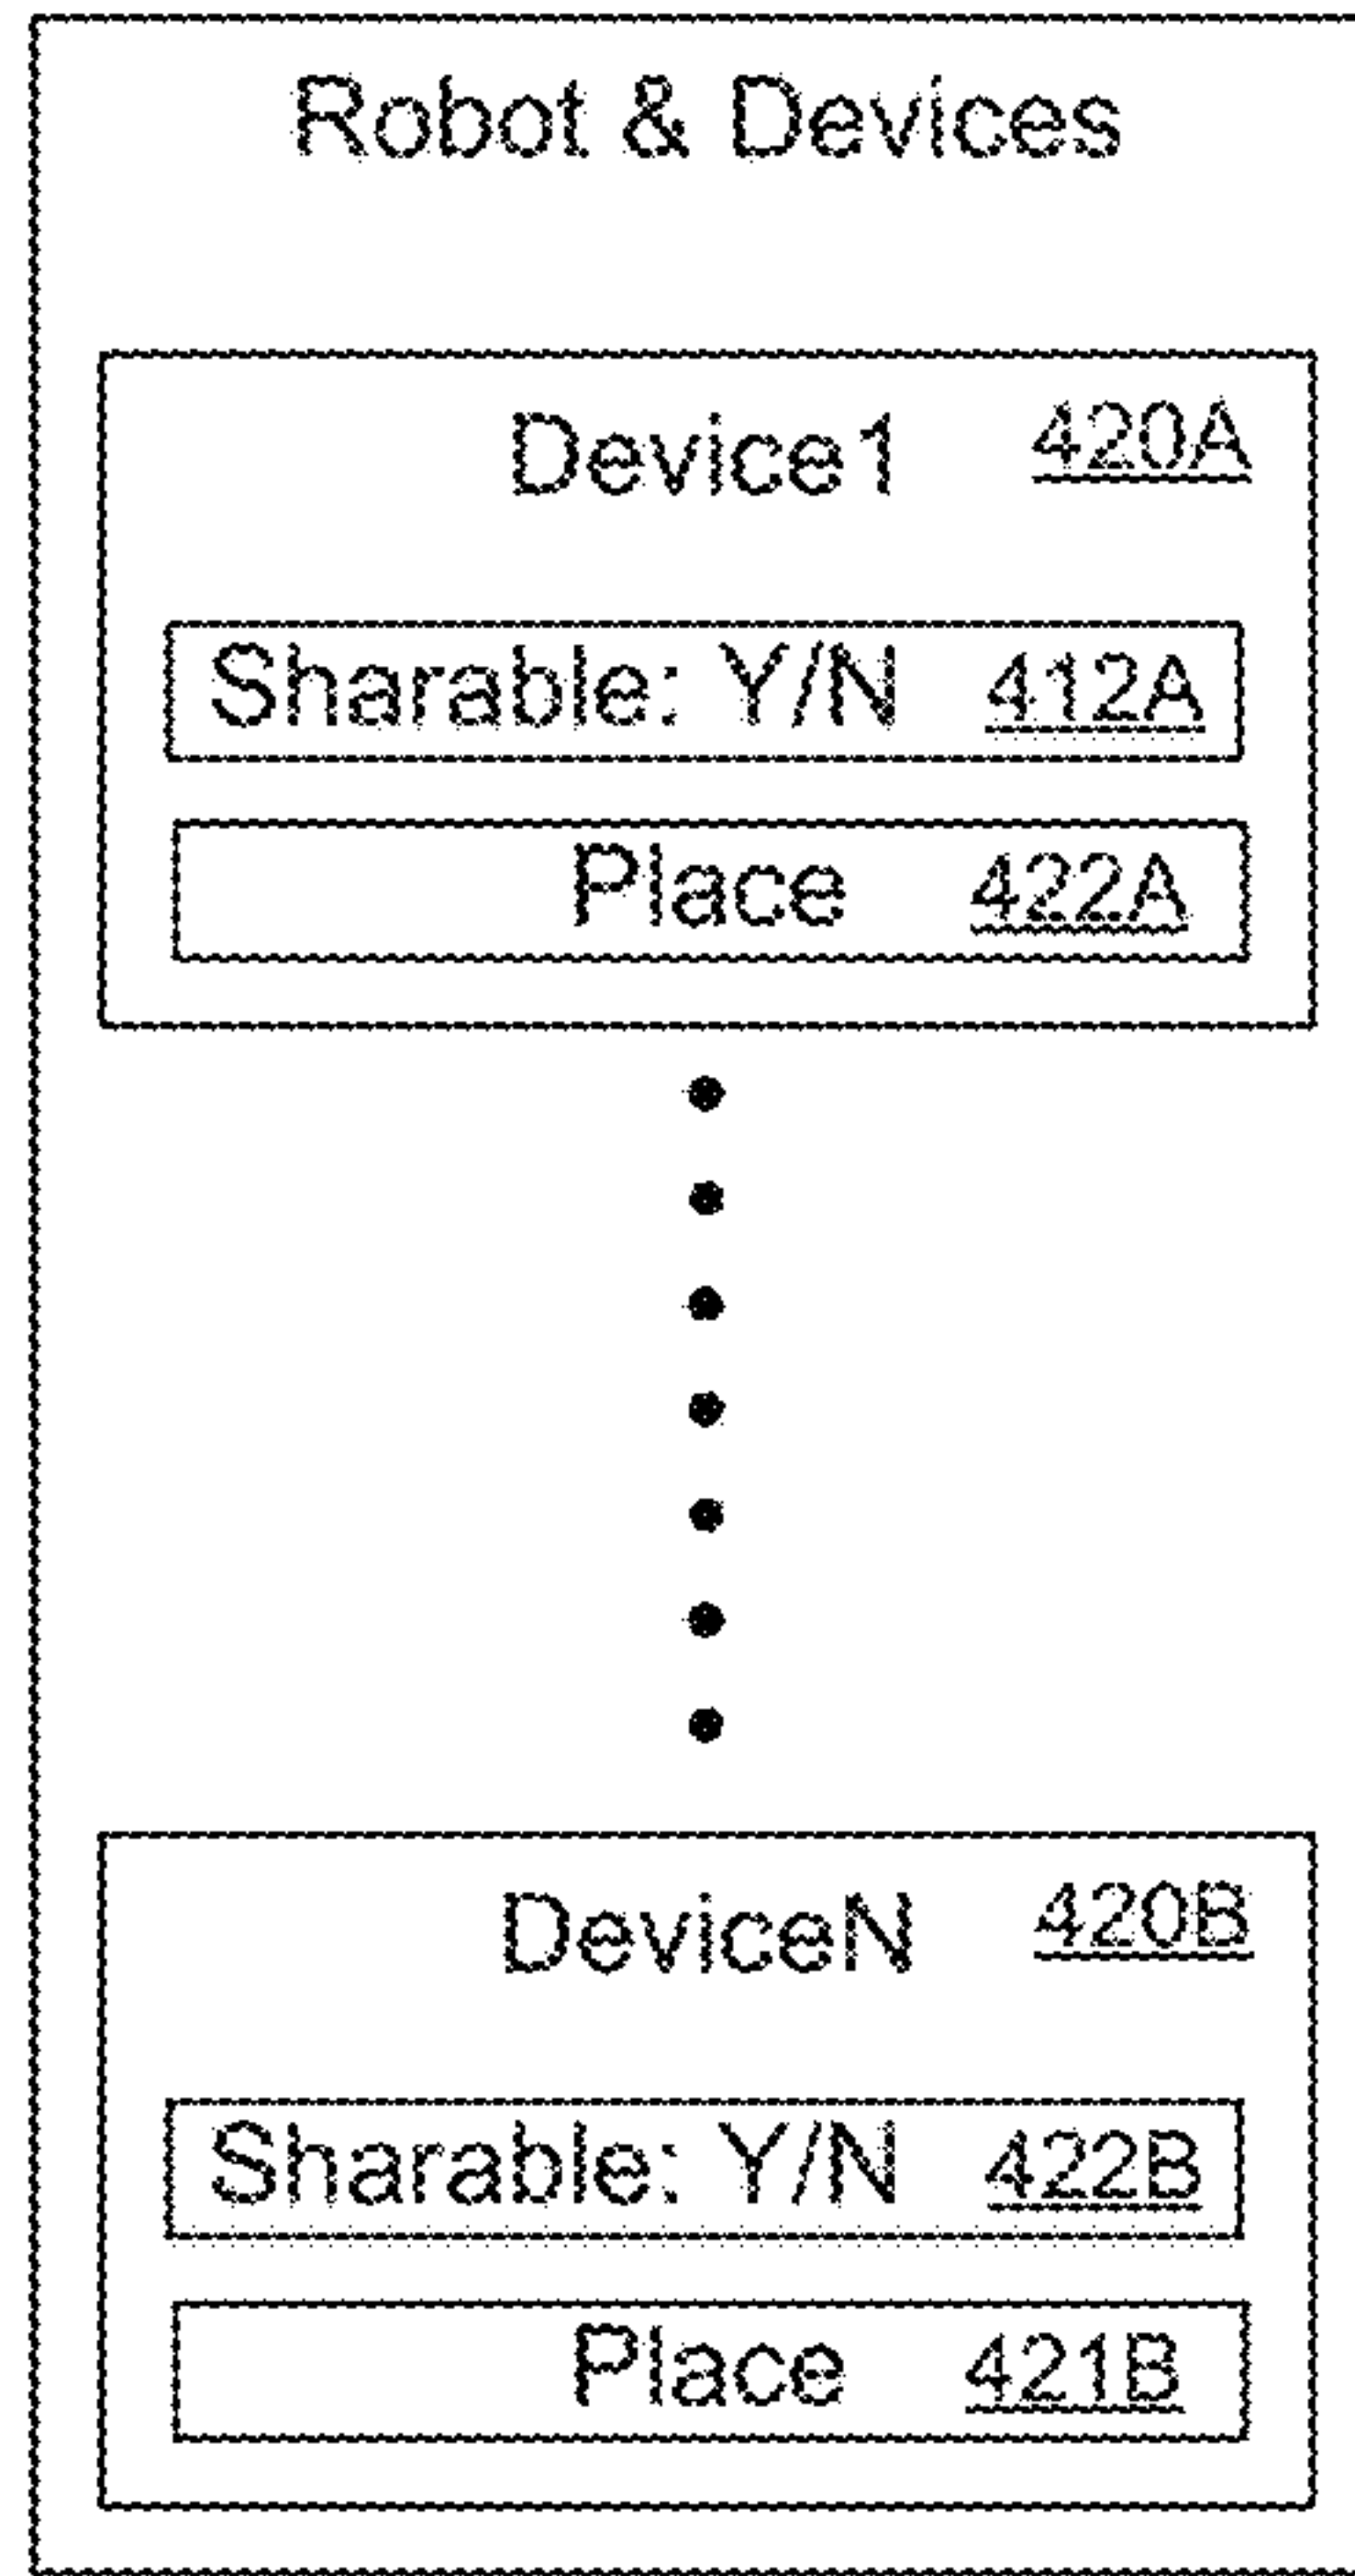 Robot & Devices
Device1 420A
Sharable: Y/N 412A
Place 422A
DeviceN 420B
Sharable: Y/N 422B
Place 421B